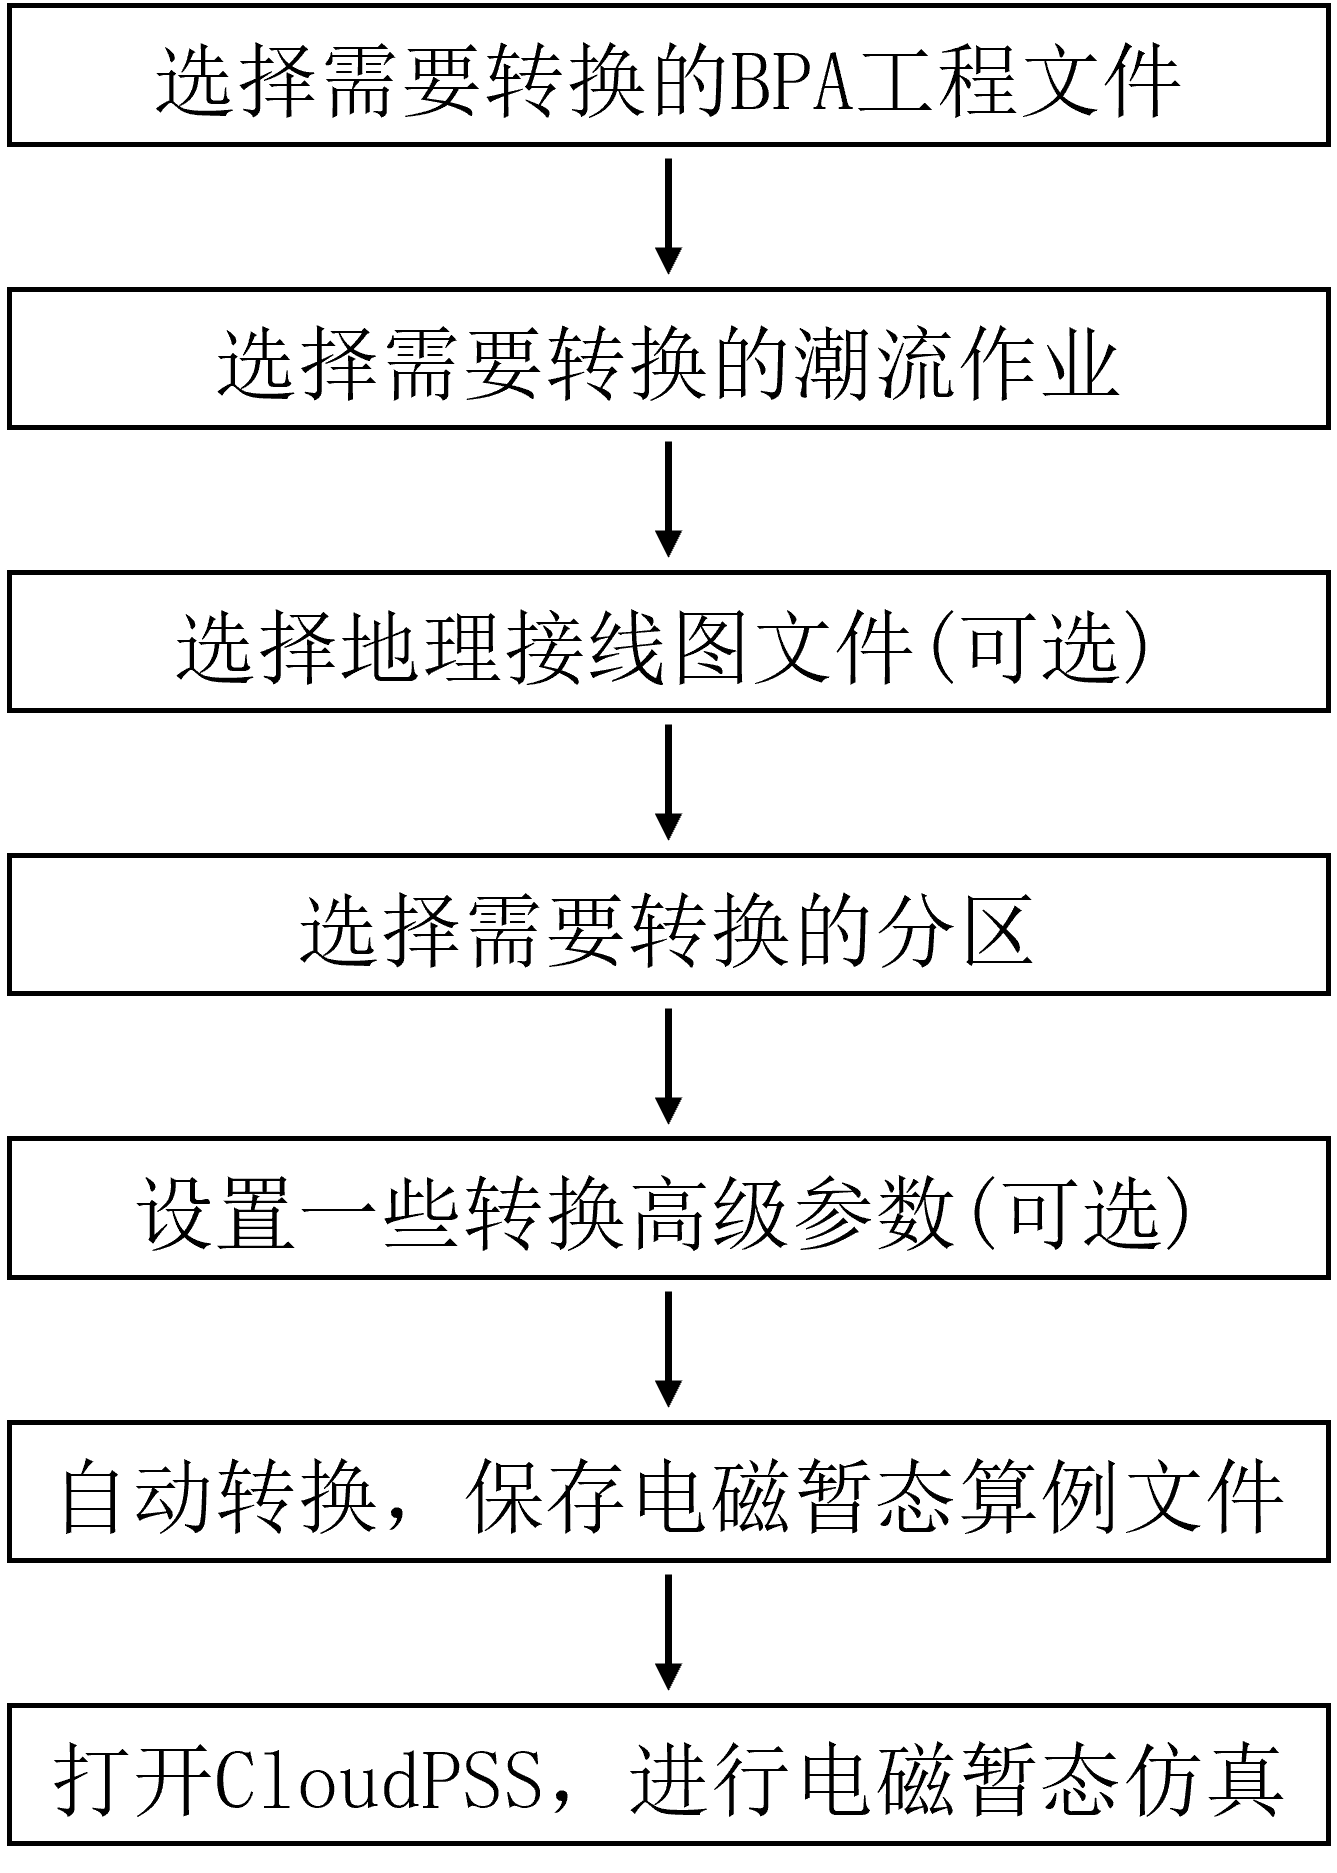 选择需要转换的BPA工程文件
选择需要转换的潮流作业
选择地理接线图文件(可选)
选择需要转换的分区
设置一些转换高级参数(可选)
自动转换，保存电磁暂态算例文件
打开CloudPSS，进行电磁暂态仿真